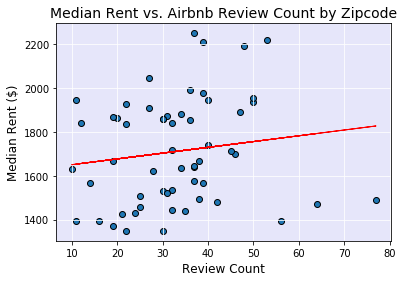 Median Rent vs. Airbnb Review Count by Zipcode
Median Rent ($)
2200
2000
1800
1600
1400
10 20 30 40 50 60 70 80
Review Count